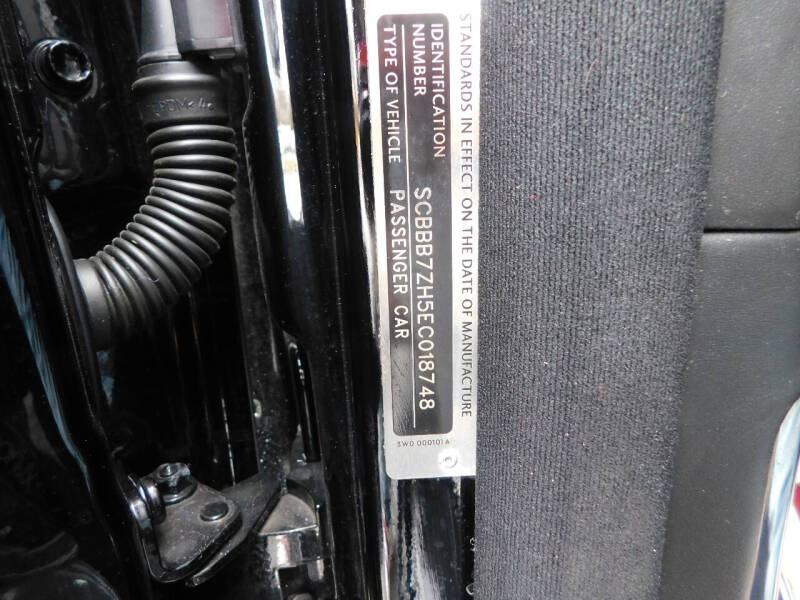 STANDARDS IN EFFECT ON THE DATE OF MANUFACTURE
IDENTIFICATION
NUMBER SCBBB7ZH5EC018748
TYPE OF VEHICLE PASSENGER CAR
3W0 000101 A